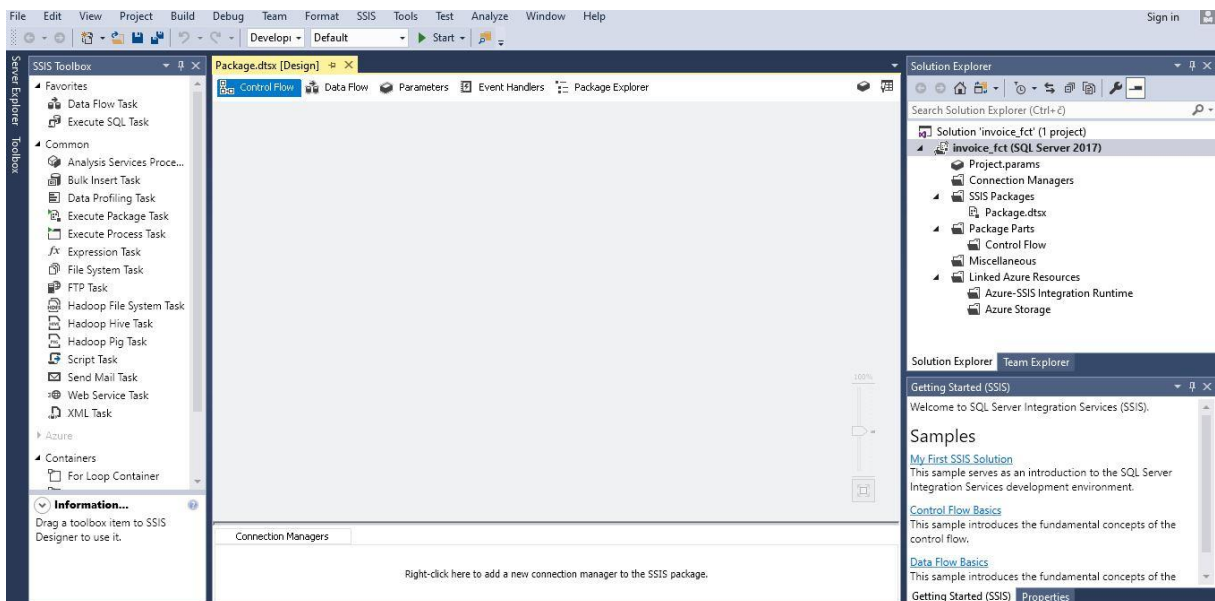 File Edit View Project Build Debug Team Format SSIS Tools Test Analyze Window Help Sign in
Developı Default Start
Server Explorer
Toolbox
SSIS Toolbox
Favorites
Data Flow Task
Execute SQL Task
Common
Analysis Services Proce...
Bulk Insert Task
Data Profiling Task
Execute Package Task
Execute Process Task
Expression Task
File System Task
FTP Task
Hadoop File System Task
Hadoop Hive Task
Hadoop Pig Task
Script Task
Send Mail Task
Web Service Task
XML Task
Azure
Containers
For Loop Container
Information...
Drag a toolbox item to SSIS
Designer to use it.
Package.dtsx [Design]
Control Flow Data Flow Parameters Event Handlers Package Explorer
100%
Connection Managers
Right-click here to add a new connection manager to the SSIS package.
Solution Explorer
Search Solution Explorer (Ctrl+č)
Solution 'invoice_fct' (1 project)
invoice_fct (SQL Server 2017)
Project.params
Connection Managers
SSIS Packages
Package.dtsx
Package Parts
Control Flow
Miscellaneous
Linked Azure Resources
Azure-SSIS Integration Runtime
Azure Storage
Solution Explorer Team Explorer
Getting Started (SSIS)
Welcome to SQL Server Integration Services (SSIS).
Samples
My First SSIS Solution
This sample serves as an introduction to the SQL Server
Integration Services development environment.
Control Flow Basics
This sample introduces the fundamental concepts of the
control flow.
Data Flow Basics
This sample introduces the fundamental concepts of the
Getting Started (SSIS) Properties